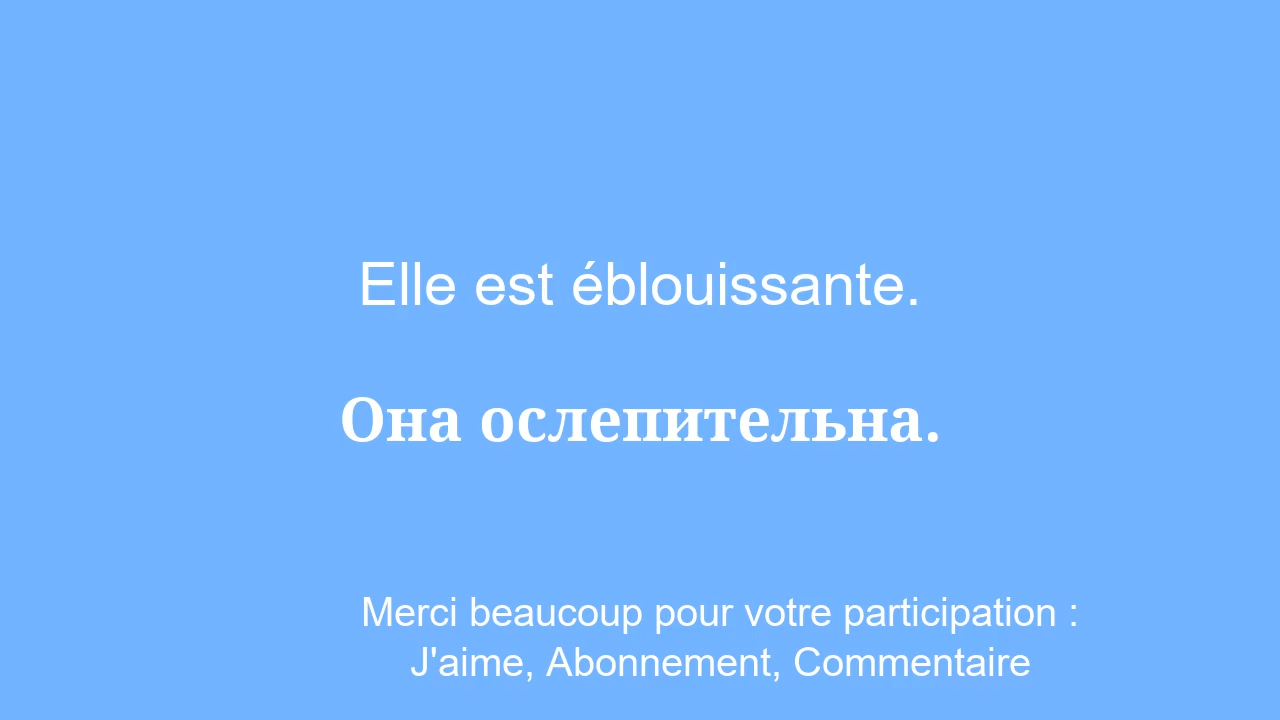 Elle est éblouissante.
Она ослепительна.
Merci beaucoup pour votre participation :
J'aime, Abonnement, Commentaire